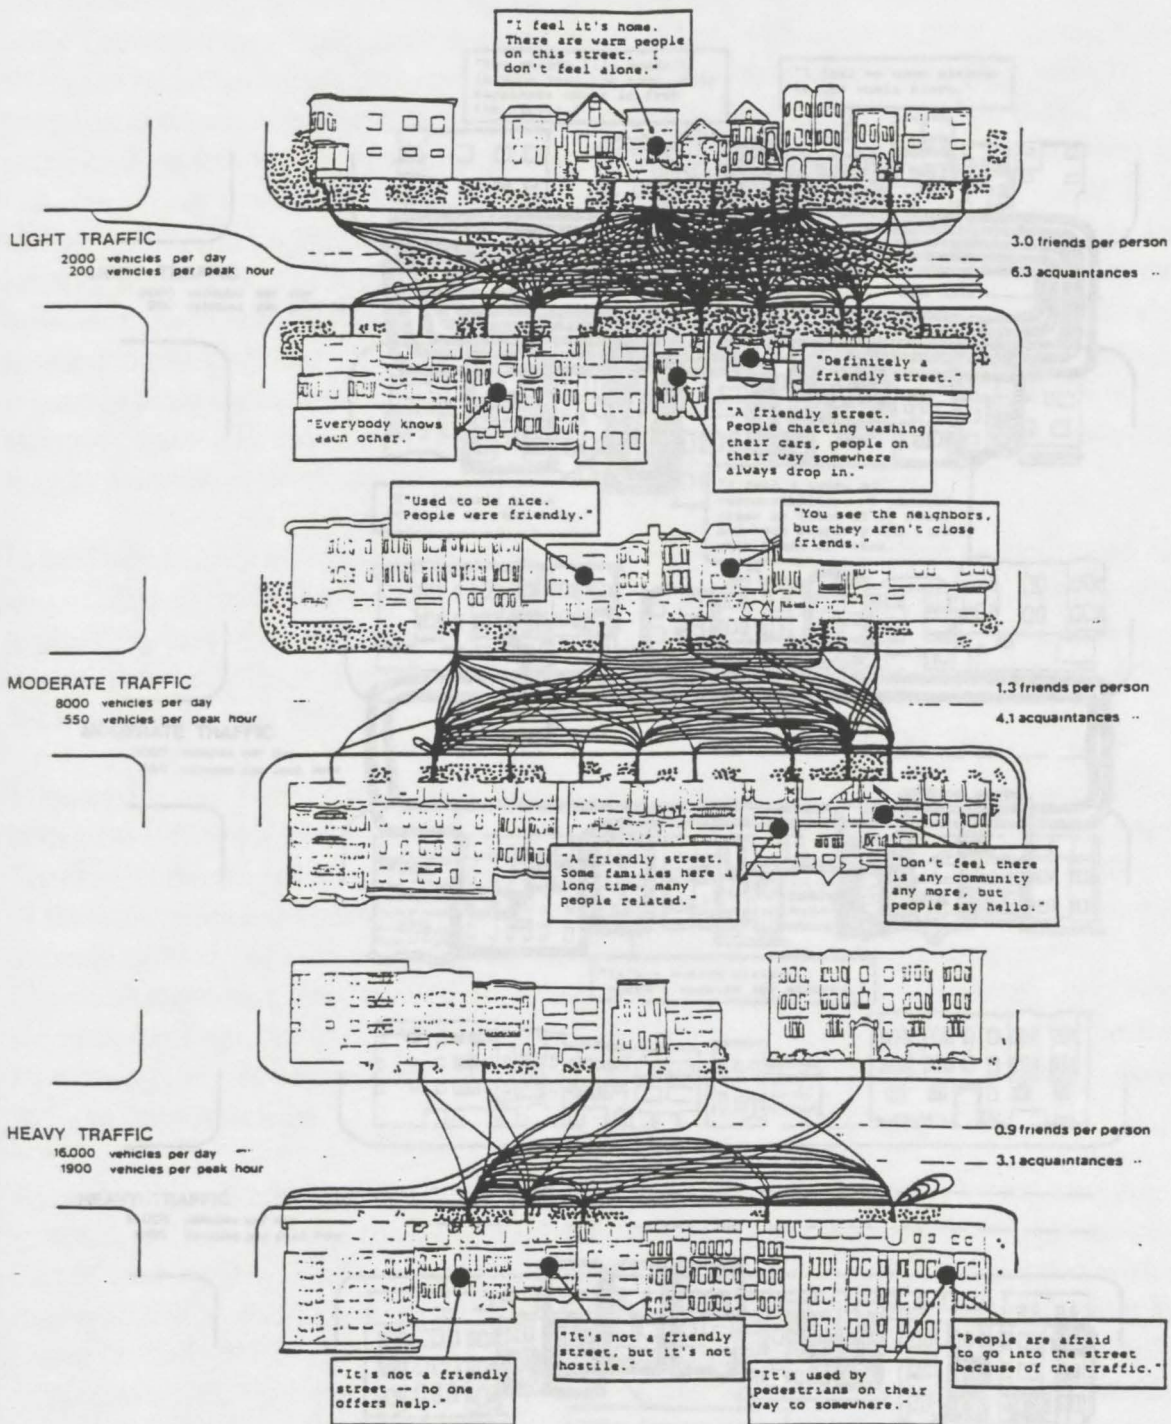 "I feel it's home.
There are warm people
on this street. I
don't feel alone."
LIGHT TRAFFIC
2000 vehicles per day
200 vehicles per peak hour
3.0 friends per person
6.3 acquaintances ..
"Definitely a
friendly street."
"Everybody knows
each other."
"A friendly street.
People chatting washing
their cars, people on
their way somewhere
always drop in."
"Used to be nice.
People were friendly."
"You see the neighbors,
but they aren't close
friends."
MODERATE TRAFFIC
8000 vehicles per day
550 vehicles per peak hour
1.3 friends per person
4.1 acquaintances ..
"A friendly street.
Some families here a
long time, many
people related."
"Don't feel there
is any community
any more, but
people say hello."
HEAVY TRAFFIC
16.000 vehicles per day
1900 vehicles per peak hour
0.9 friends per person
3.1 acquaintances ..
"It's not a friendly
street -- no one
offers help."
"It's not a friendly
street, but it's not
hostile."
"It's used by
pedestrians on their
way to somewhere."
"People are afraid
to go into the street
because of the traffic."